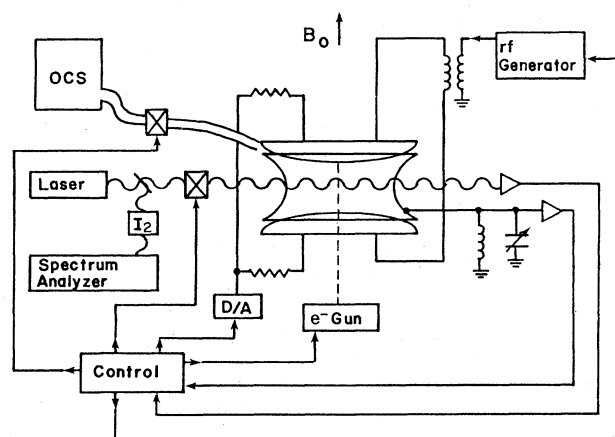 B₀
OCS
rf
Generator
Laser
I₂
Spectrum
Analyzer
D/A
e⁻ Gun
Control